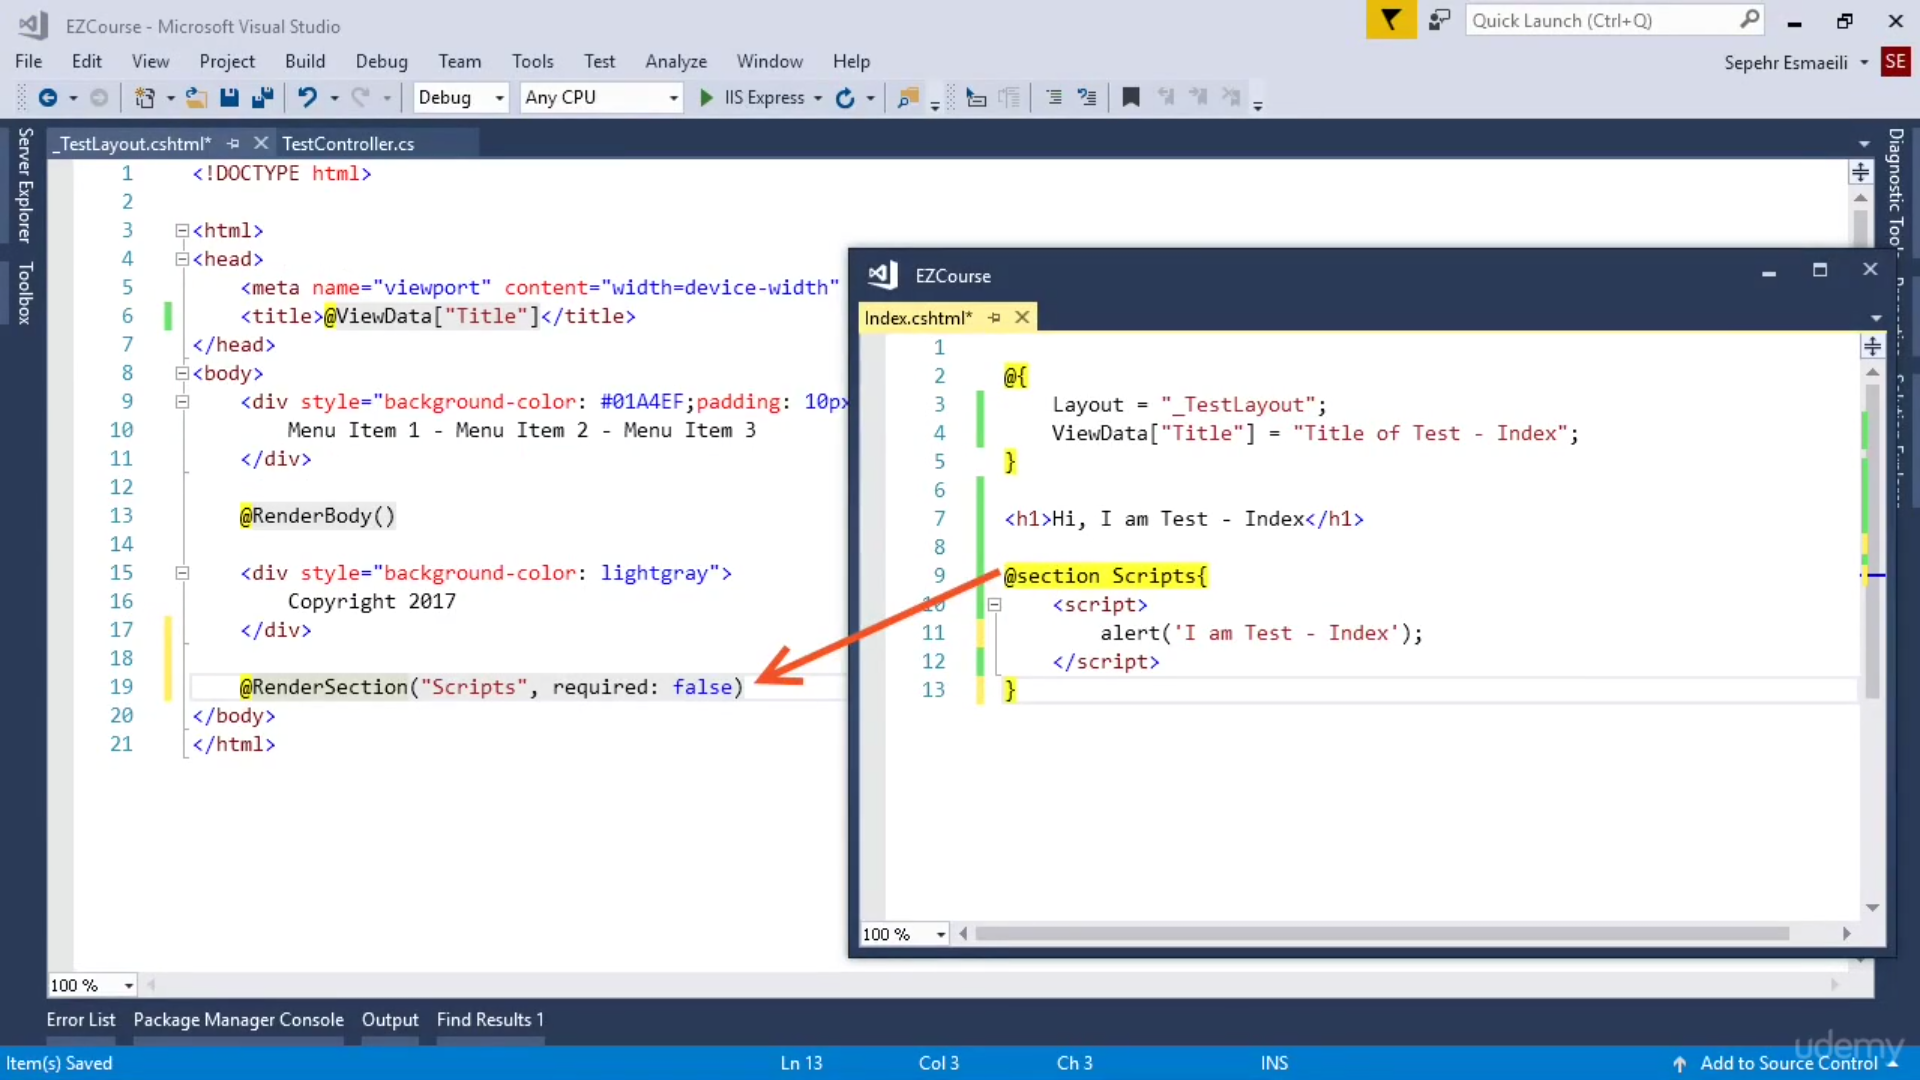 EZCourse - Microsoft Visual Studio
Quick Launch (Ctrl+Q)
File Edit View Project Build Debug Team Tools Test Analyze Window Help
Sepehr Esmaeili SE
Debug Any CPU IIS Express
Server Explorer
Toolbox
_TestLayout.cshtml* TestController.cs
1 <!DOCTYPE html>
2
3 <html>
4 <head>
5 <meta name="viewport" content="width=device-width"
6 <title>@ViewData["Title"]</title>
7 </head>
8 <body>
9 <div style="background-color: #01A4EF;padding: 10px
10 Menu Item 1 - Menu Item 2 - Menu Item 3
11 </div>
12
13 @RenderBody()
14
15 <div style="background-color: lightgray">
16 Copyright 2017
17 </div>
18
19 @RenderSection("Scripts", required: false)
20 </body>
21 </html>
100 %
EZCourse
Index.cshtml*
1
2 @{
3 Layout = "_TestLayout";
4 ViewData["Title"] = "Title of Test - Index";
5 }
6
7 <h1>Hi, I am Test - Index</h1>
8
9 @section Scripts{
10 <script>
11 alert('I am Test - Index');
12 </script>
13 }
100 %
Diagnostic
Error List Package Manager Console Output Find Results 1
Item(s) Saved Ln 13 Col 3 Ch 3 INS Add to Source Control
udemy